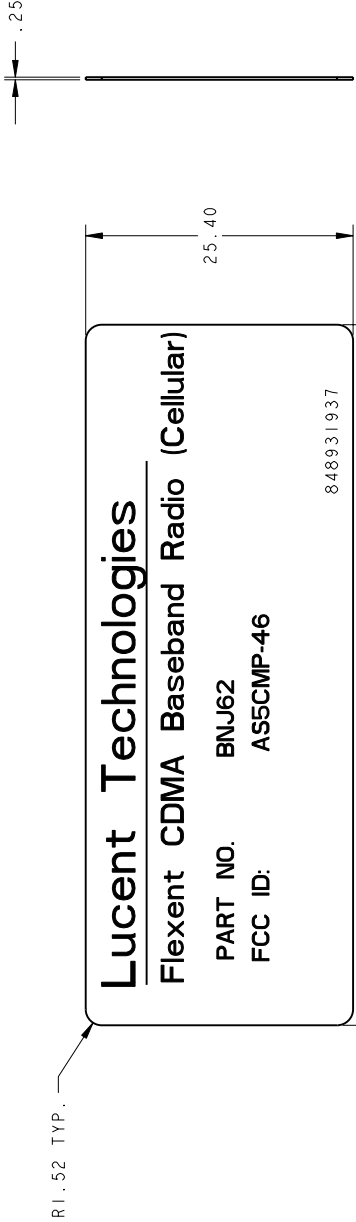 .25
25.40
Lucent Technologies
Flexent CDMA Baseband Radio (Cellular)
PART NO. BNJ62
FCC ID: AS5CMP-46
848931937
R1.52 TYP.